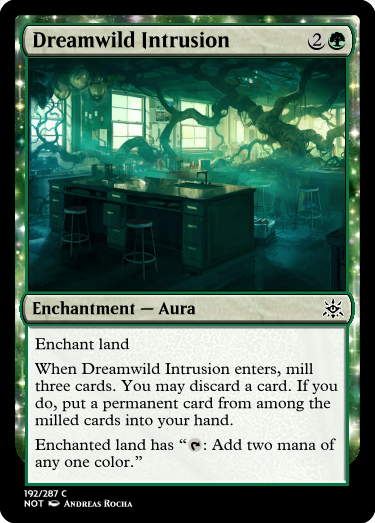 Dreamwild Intrusion 2
Enchantment — Aura
Enchant land
When Dreamwild Intrusion enters, mill
three cards. You may discard a card. If you
do, put a permanent card from among the
milled cards into your hand.
Enchanted land has “: Add two mana of
any one color.”
192/287 C
NOT Andreas Rocha